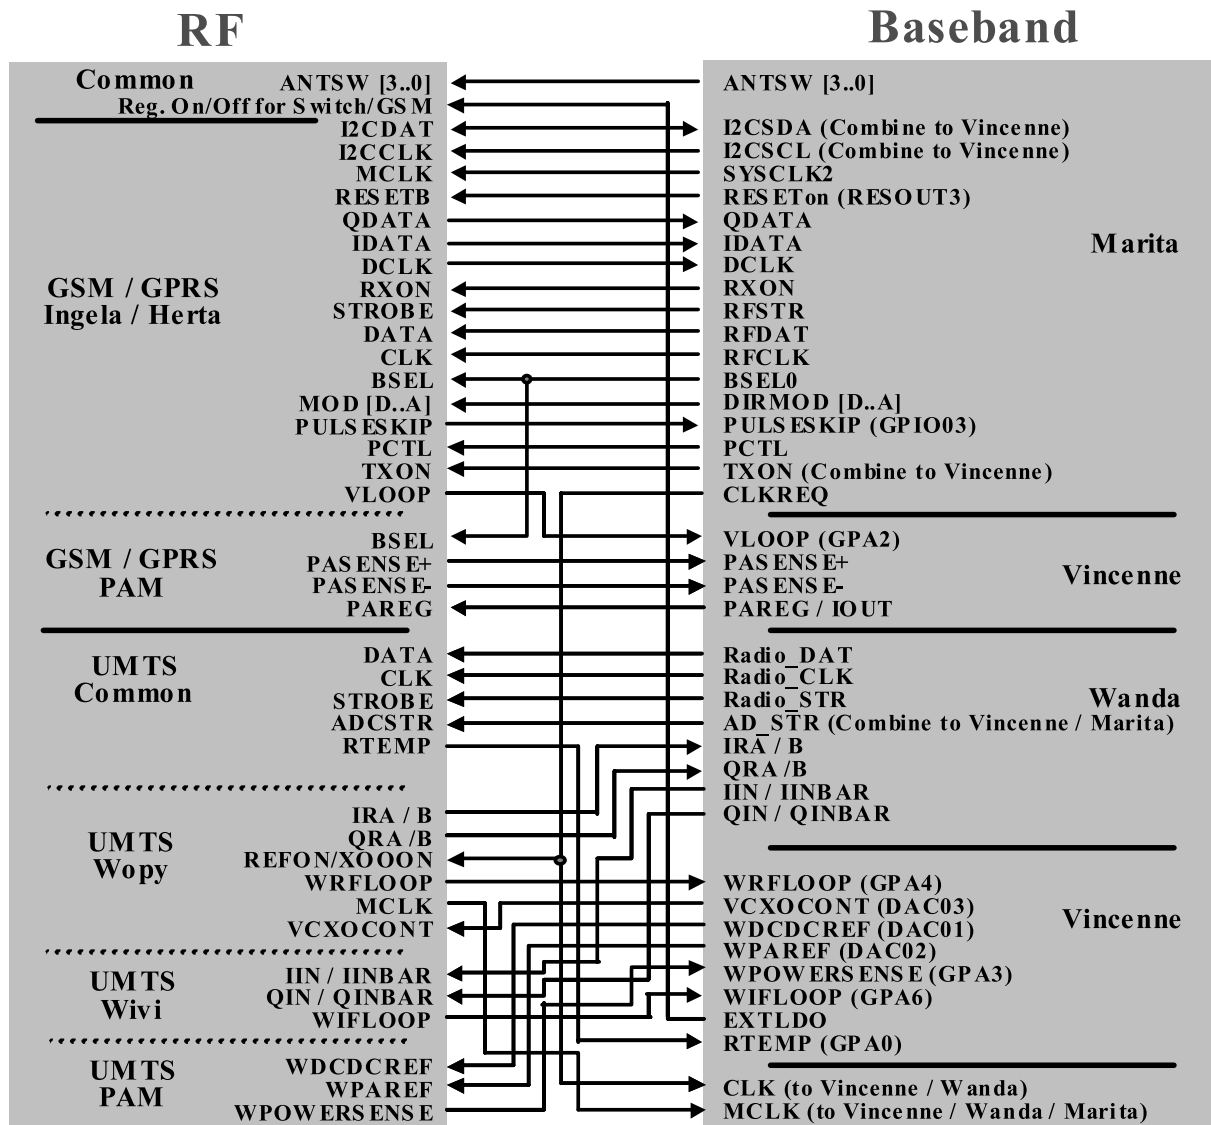 RF
Baseband
Common
ANTSW [3..0]
Reg. On/Off for Switch/GSM
I2CDAT
I2CCLK
MCLK
RESETB
QDATA
IDATA
DCLK
GSM / GPRS
Ingela / Herta
RXON
STROBE
DATA
CLK
BSEL
MOD [D..A]
PULSESKIP
PCTL
TXON
VLOOP
GSM / GPRS
PAM
BSEL
PASENSE+
PASENSE-
PAREG
UMTS
Common
DATA
CLK
STROBE
ADCSTR
RTEMP
UMTS
Wopy
IRA / B
QRA /B
REFON/XOOON
WRFLOOP
MCLK
VCXOCONT
UMTS
Wivi
IIN / IINBAR
QIN / QINBAR
WIFLOOP
UMTS
PAM
WDCDCREF
WPAREF
WPOWERSENSE
ANTSW [3..0]
I2CSDA (Combine to Vincenne)
I2CSCL (Combine to Vincenne)
SYSCLK2
RESETon (RESOUT3)
QDATA
IDATA
Marita
DCLK
RXON
RFSTR
RFDAT
RFCLK
BSEL0
DIRMOD [D..A]
PULSESKIP (GPIO03)
PCTL
TXON (Combine to Vincenne)
CLKREQ
VLOOP (GPA2)
PASENSE+
Vincenne
PASENSE-
PAREG / IOUT
Radio_DAT
Radio_CLK
Wanda
Radio_STR
AD_STR (Combine to Vincenne / Marita)
IRA / B
QRA /B
IIN / IINBAR
QIN / QINBAR
WRFLOOP (GPA4)
VCXOCONT (DAC03)
Vincenne
WDCDCREF (DAC01)
WPAREF (DAC02)
WPOWERSENSE (GPA3)
WIFLOOP (GPA6)
EXTLDO
RTEMP (GPA0)
CLK (to Vincenne / Wanda)
MCLK (to Vincenne / Wanda / Marita)